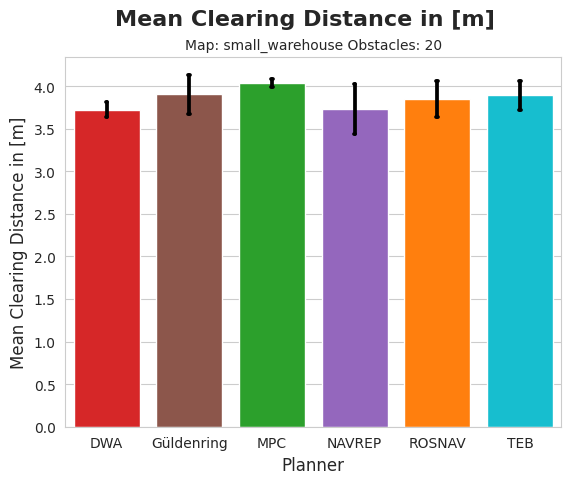 Mean Clearing Distance in [m]
Map: small_warehouse Obstacles: 20
Mean Clearing Distance in [m]
4.0
3.5
3.0
2.5
2.0
1.5
1.0
0.5
0.0
DWA Güldenring MPC NAVREP ROSNAV TEB
Planner